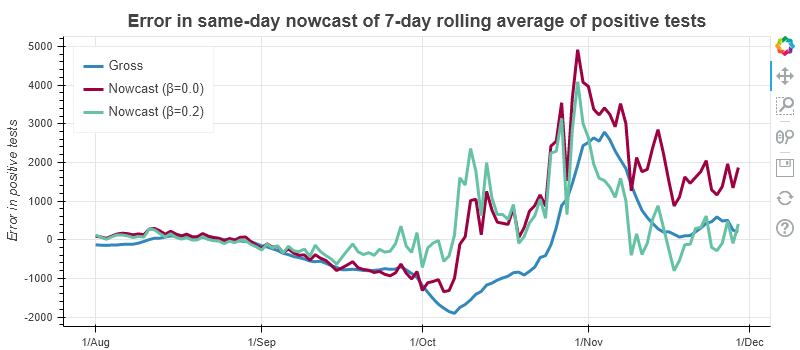 Error in same-day nowcast of 7-day rolling average of positive tests
Error in positive tests
5000
4000
3000
2000
1000
0
-1000
-2000
Gross
Nowcast (β=0.0)
Nowcast (β=0.2)
1/Aug
1/Sep
1/Oct
1/Nov
1/Dec